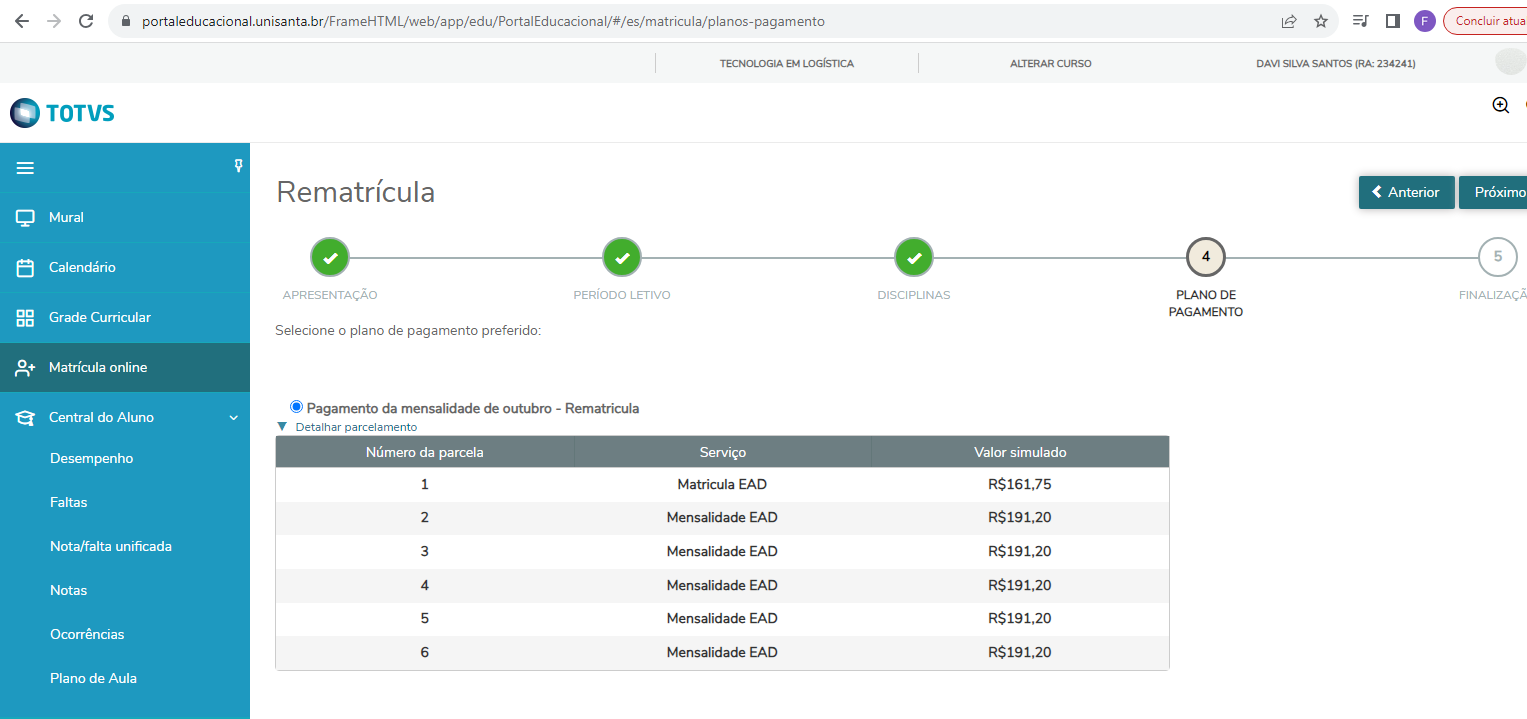 portaleducacional.unisanta.br/FrameHTML/web/app/edu/PortalEducacional/#/es/matricula/planos-pagamento
F
Concluir atua
TECNOLOGIA EM LOGÍSTICA
ALTERAR CURSO
DAVI SILVA SANTOS (RA: 234241)
TOTVS
Mural
Calendário
Grade Curricular
Matrícula online
Central do Aluno
Desempenho
Faltas
Nota/falta unificada
Notas
Ocorrências
Plano de Aula
Rematrícula
Anterior
Próximo
4
5
APRESENTAÇÃO
PERÍODO LETIVO
DISCIPLINAS
PLANO DE
PAGAMENTO
FINALIZAÇÃ
Selecione o plano de pagamento preferido:
Pagamento da mensalidade de outubro - Rematricula
Detalhar parcelamento
Número da parcela Serviço Valor simulado
1 Matricula EAD R$161,75
2 Mensalidade EAD R$191,20
3 Mensalidade EAD R$191,20
4 Mensalidade EAD R$191,20
5 Mensalidade EAD R$191,20
6 Mensalidade EAD R$191,20